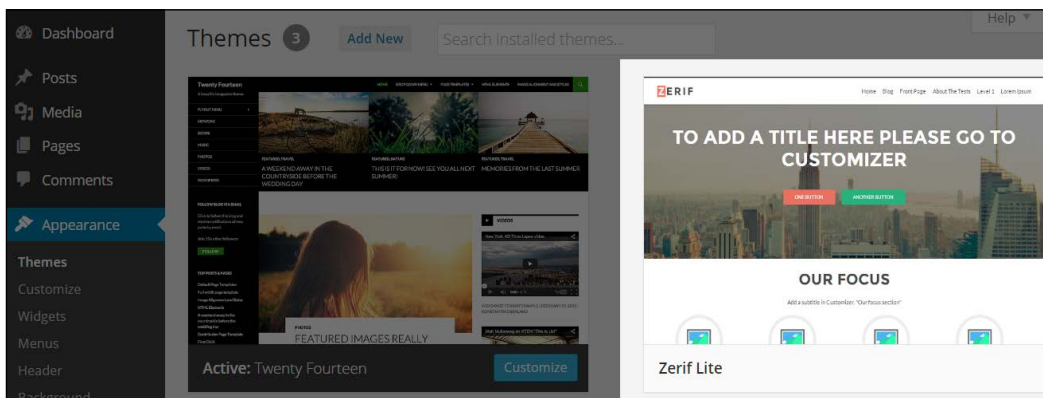 Dashboard
Posts
Media
Pages
Comments
Appearance
Themes
Customize
Widgets
Menus
Header
Background
Themes 3 Add New Search installed themes...
Help
Twenty Fourteen
HOME
FEATURED, TRAVEL
A WEEKEND AWAY IN THE
COUNTRYSIDE BEFORE THE
WEDDING DAY
FEATURED, NATURE
THIS IS IT FOR NOW! SEE YOU ALL NEXT
SUMMER!
FEATURED, TRAVEL
MEMORIES FROM THE LAST SUMMER
VIDEOS
PHOTOS
FEATURED IMAGES REALLY
FOLLOW
Active: Twenty Fourteen Customize
ZERIF
Home Blog Front Page About The Tests Level 1 Lorem Ipsum
TO ADD A TITLE HERE PLEASE GO TO
CUSTOMIZER
ONE BUTTON ANOTHER BUTTON
OUR FOCUS
Add a subtitle in Customizer, "Our focus section"
Zerif Lite